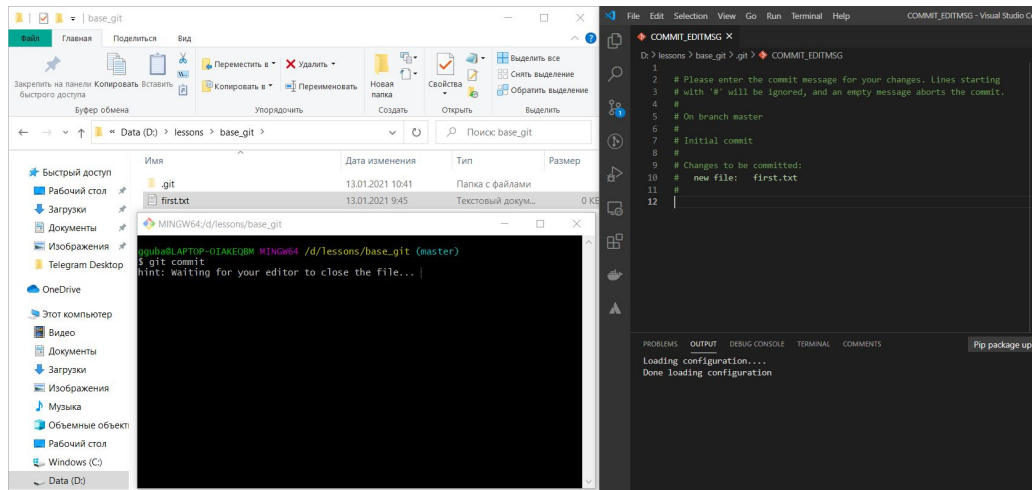 base_git
Файл Главная Поделиться Вид
Закрепить на панели быстрого доступа
Копировать
Вставить
Переместить в
Копировать в
Удалить
Переименовать
Новая папка
Свойства
Выделить все
Снять выделение
Обратить выделение
Буфер обмена Упорядочить Создать Открыть Выделить
« Data (D:) > lessons > base_git >
Поиск: base_git
Имя Дата изменения Тип Размер
.git 13.01.2021 10:41 Папка с файлами
first.txt 13.01.2021 9:45 Текстовый докум... 0 КБ
Быстрый доступ
Рабочий стол
Загрузки
Документы
Изображения
Telegram Desktop
OneDrive
Этот компьютер
Видео
Документы
Загрузки
Изображения
Музыка
Объемные объект
Рабочий стол
Windows (C:)
Data (D:)
MINGW64:/d/lessons/base_git
gguba@LAPTOP-OIAKEQBM MINGW64 /d/lessons/base_git (master)
$ git commit
hint: Waiting for your editor to close the file...
File Edit Selection View Go Run Terminal Help COMMIT_EDITMSG - Visual Studio Co
COMMIT_EDITMSG
D: > lessons > base_git > .git > COMMIT_EDITMSG
1
2 # Please enter the commit message for your changes. Lines starting
3 # with '#' will be ignored, and an empty message aborts the commit.
4 #
5 # On branch master
6 #
7 # Initial commit
8 #
9 # Changes to be committed:
10 # new file: first.txt
11 #
12
PROBLEMS OUTPUT DEBUG CONSOLE TERMINAL COMMENTS Pip package up
Loading configuration....
Done loading configuration